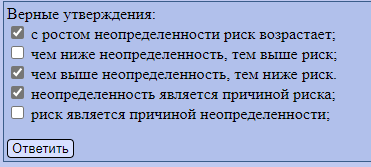 Верные утверждения:
с ростом неопределенности риск возрастает;
чем ниже неопределенность, тем выше риск;
чем выше неопределенность, тем ниже риск.
неопределенность является причиной риска;
риск является причиной неопределенности;
Ответить